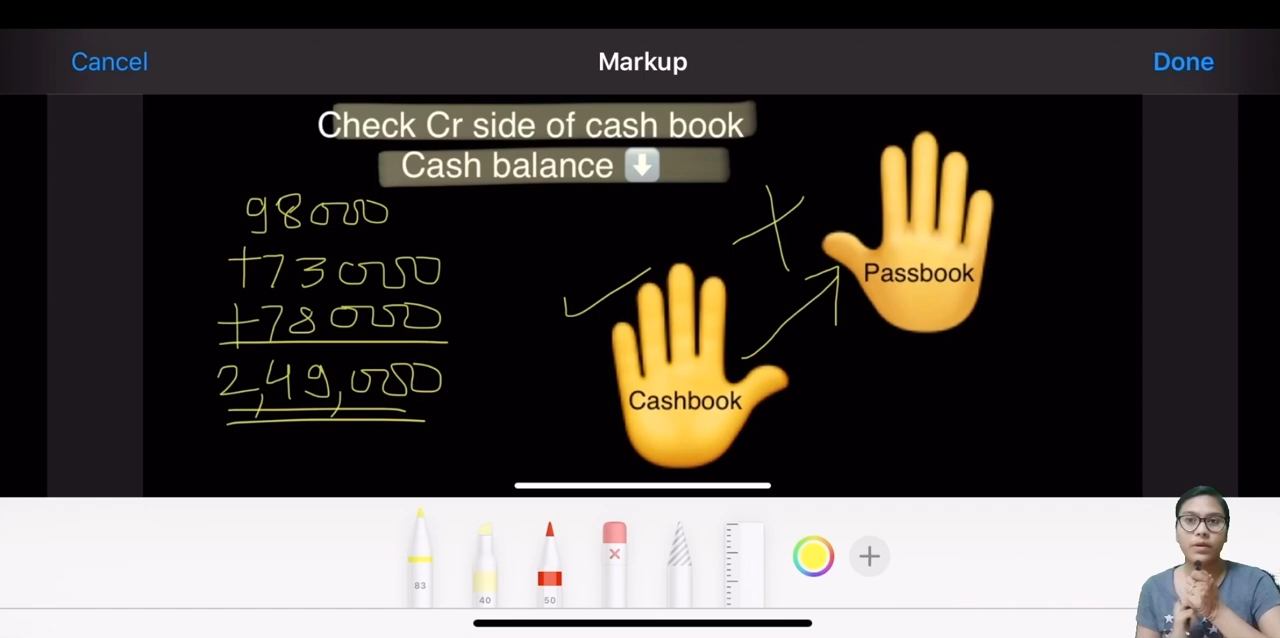 Cancel
Markup
Done
Check Cr side of cash book
Cash balance ⬇️
98000
+73000
+78000
2,49,000
Passbook
Cashbook
83
40
50